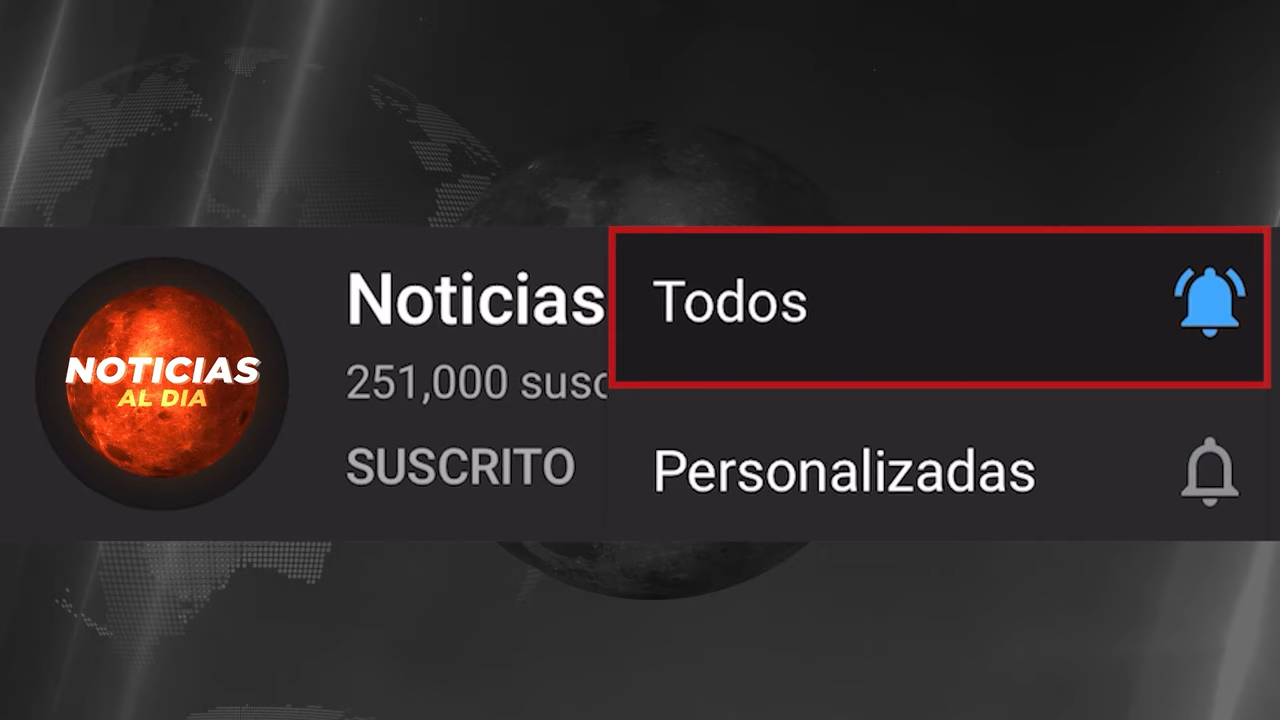 NOTICIAS
AL DIA
Noticias
251,000 susc
SUSCRITO
Todos
Personalizadas